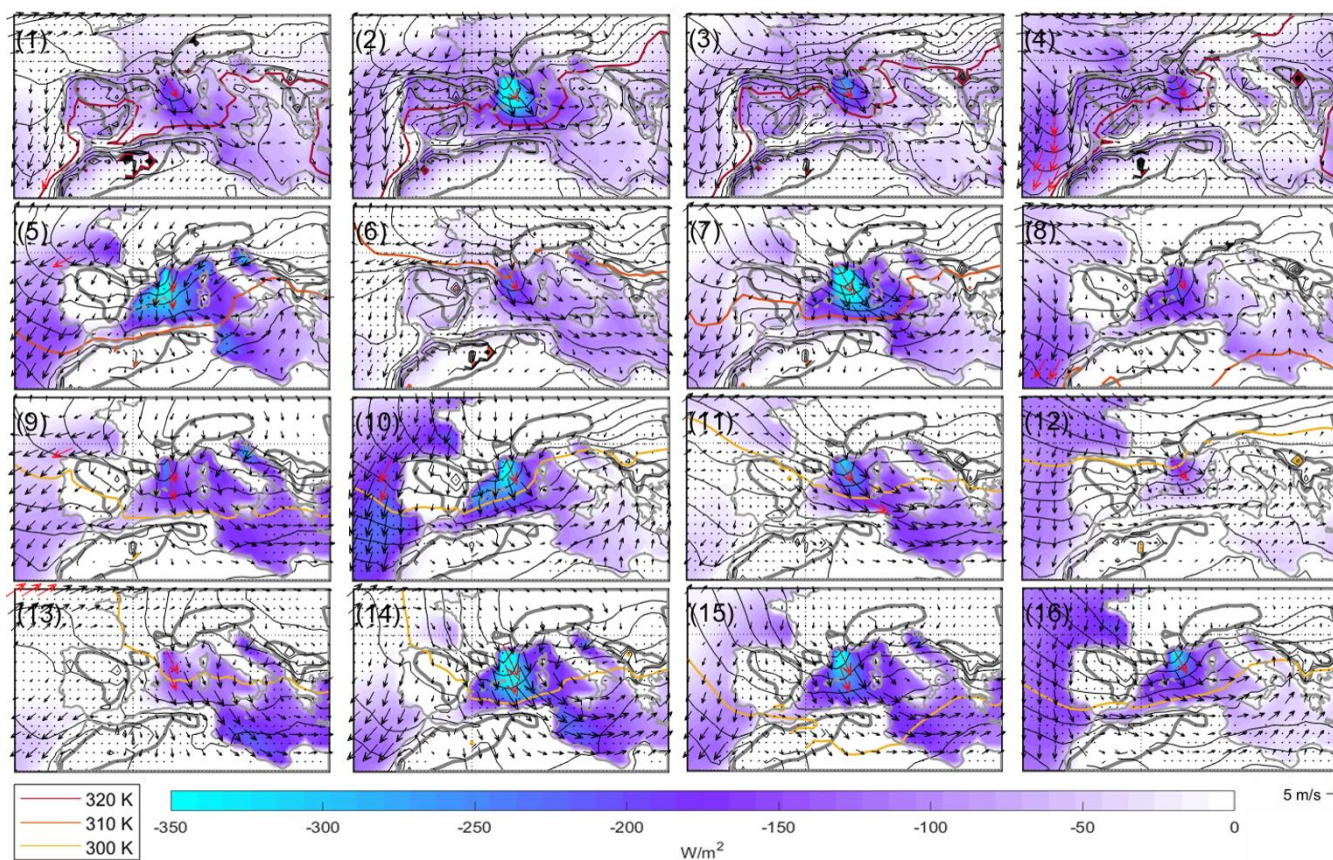 (1) (2) (3) (4)
(5) (6) (7) (8)
(9) (10) (11) (12)
(13) (14) (15) (16)
320 K
310 K
300 K
-350 -300 -250 -200 -150 -100 -50 0
W/m²
5 m/s